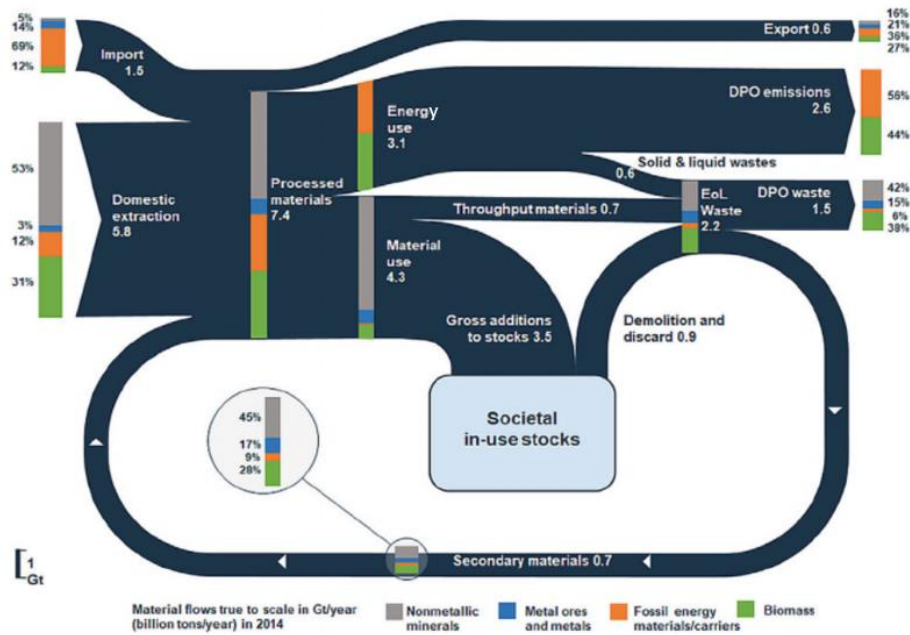 5%
14%
69%
12%
Import
1.5
Export 0.6
16%
21%
36%
27%
53%
3%
12%
31%
Domestic
extraction
5.8
Processed
materials
7.4
Energy
use
3.1
DPO emissions
2.6
56%
44%
Solid & liquid wastes
0.6
Throughput materials 0.7
EoL
Waste
2.2
DPO waste
1.5
42%
15%
6%
38%
Material
use
4.3
Gross additions
to stocks 3.5
Demolition and
discard 0.9
Societal
in-use stocks
45%
17%
9%
28%
Secondary materials 0.7
1
Gt
Material flows true to scale in Gt/year
(billion tons/year) in 2014
Nonmetallic
minerals
Metal ores
and metals
Fossil energy
materials/carriers
Biomass